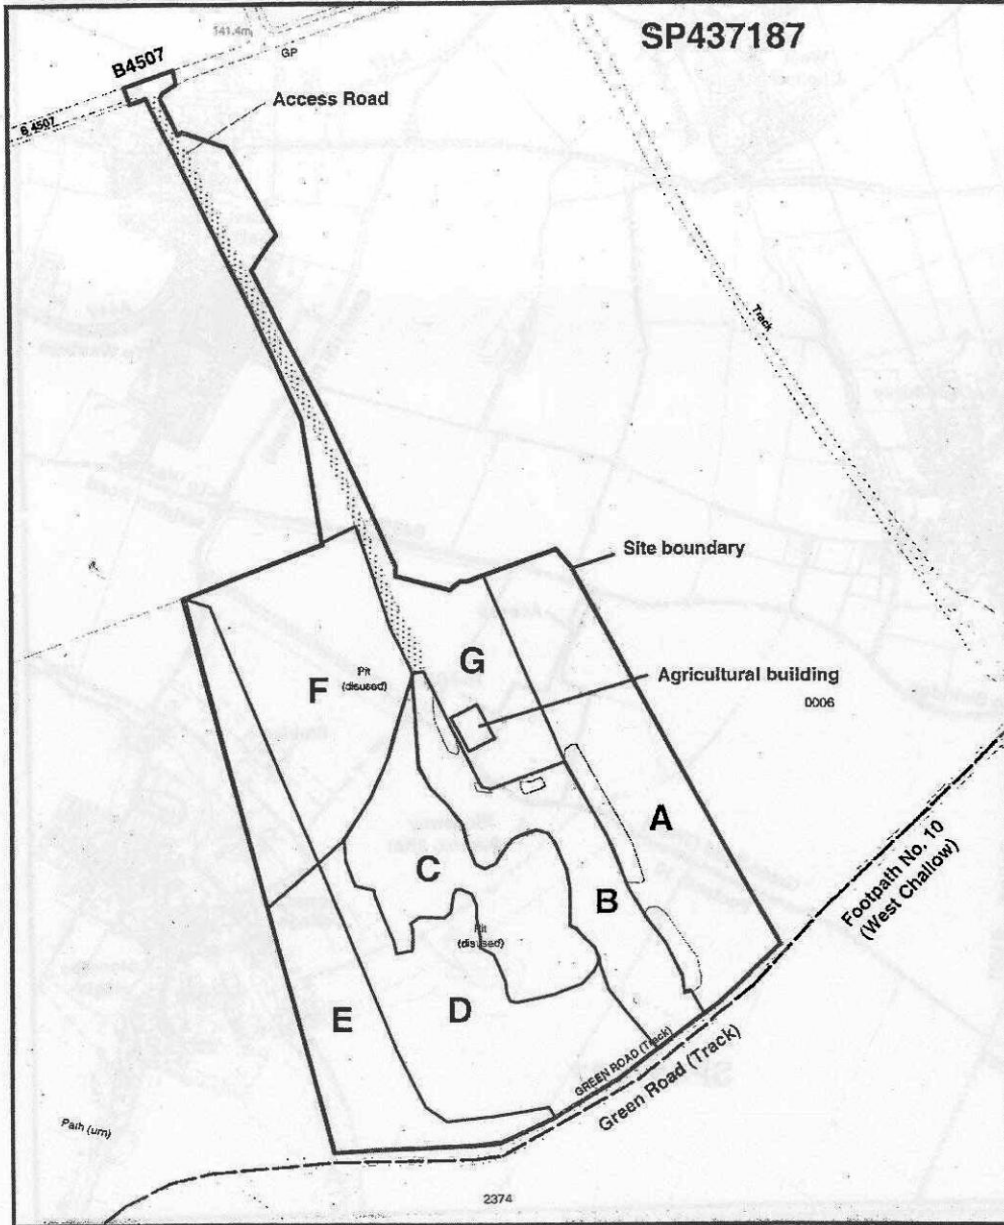 SP437187
141.4m
GP
B4507
B 4507
Access Road
Track
Site boundary
G
Agricultural building
0006
F
Pit
(disused)
A
C
B
Pit
(disused)
Footpath No. 10
(West Challow)
E
D
GREEN ROAD (Track)
Green Road (Track)
Path (um)
2374